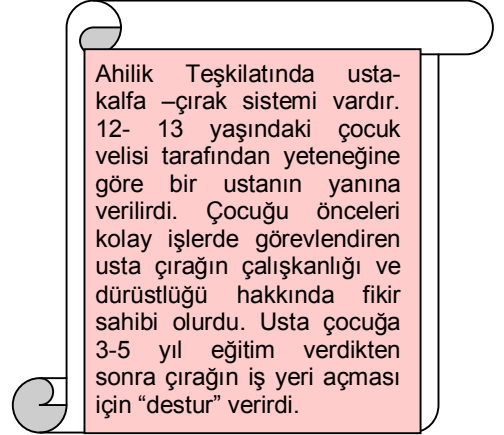 Ahilik Teşkilatında usta-
kalfa –çırak sistemi vardır.
12- 13 yaşındaki çocuk
velisi tarafından yeteneğine
göre bir ustanın yanına
verilirdi. Çocuğu önceleri
kolay işlerde görevlendiren
usta çırağın çalışkanlığı ve
dürüstlüğü hakkında fikir
sahibi olurdu. Usta çocuğa
3-5 yıl eğitim verdikten
sonra çırağın iş yeri açması
için “destur” verirdi.